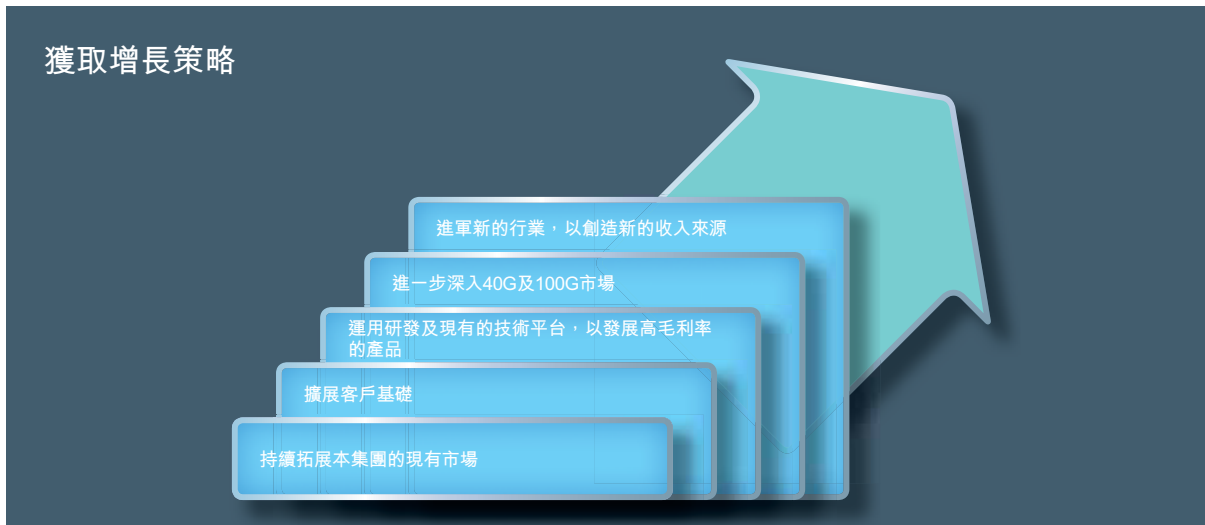 獲取增長策略
進軍新的行業，以創造新的收入來源
進一步深入40G及100G市場
運用研發及現有的技術平台，以發展高毛利率
的產品
擴展客戶基礎
持續拓展本集團的現有市場